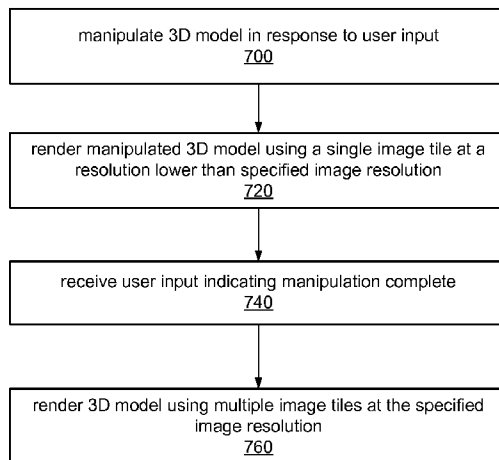 manipulate 3D model in response to user input
700
render manipulated 3D model using a single image tile at a
resolution lower than specified image resolution
720
receive user input indicating manipulation complete
740
render 3D model using multiple image tiles at the specified
image resolution
760